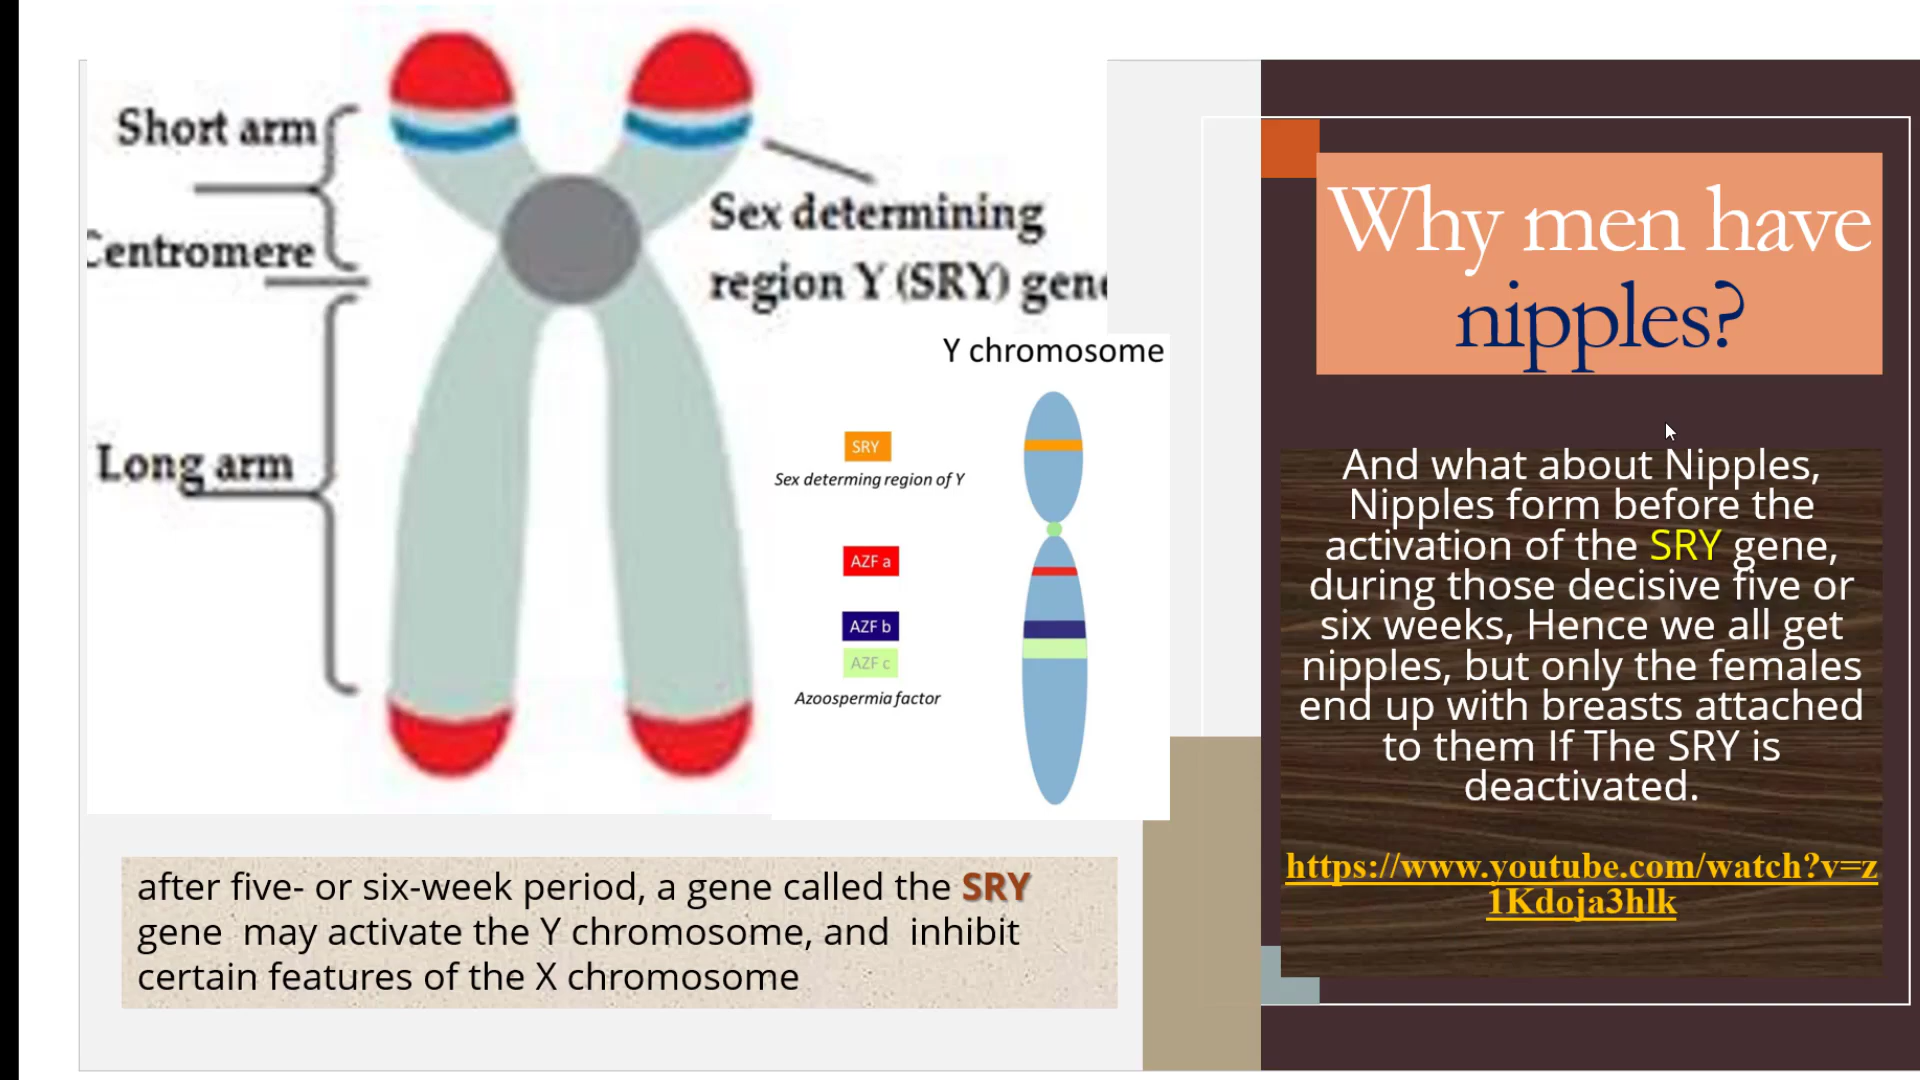 Short arm
Centromere
Long arm
Sex determining
region Y (SRY) gene
Y chromosome
SRY
Sex determing region of Y
AZF a
AZF b
AZF c
Azoospermia factor
after five- or six-week period, a gene called the SRY
gene may activate the Y chromosome, and inhibit
certain features of the X chromosome
Why men have
nipples?
And what about Nipples,
Nipples form before the
activation of the SRY gene,
during those decisive five or
six weeks, Hence we all get
nipples, but only the females
end up with breasts attached
to them If The SRY is
deactivated.
https://www.youtube.com/watch?v=z
1Kdoja3hlk